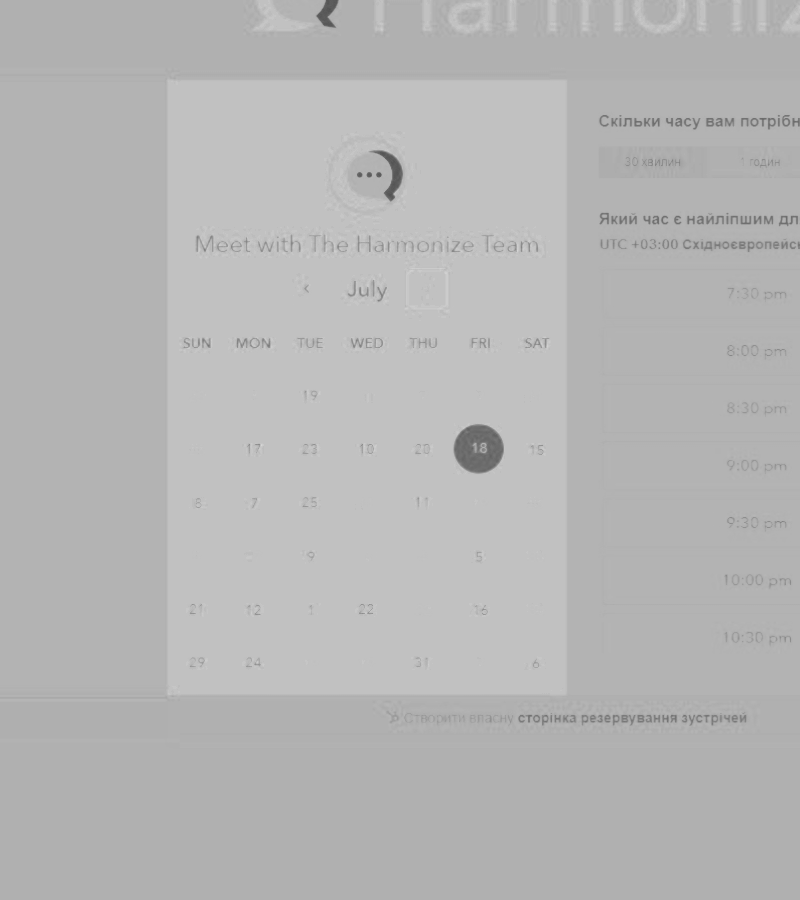 Harmoniz
Meet with The Harmonize Team
‹ July
SUN MON TUE WED THU FRI SAT
19
17 23 10 20 18 15
8 7 25 11
9 5
21 12 1 22 16
29 24 31 6
Скільки часу вам потрібн
30 хвилин 1 годин
Який час є найліпшим дл
UTC +03:00 Східноєвропейсь
7:30 pm
8:00 pm
8:30 pm
9:00 pm
9:30 pm
10:00 pm
10:30 pm
Створити власну сторінка резервування зустрічей